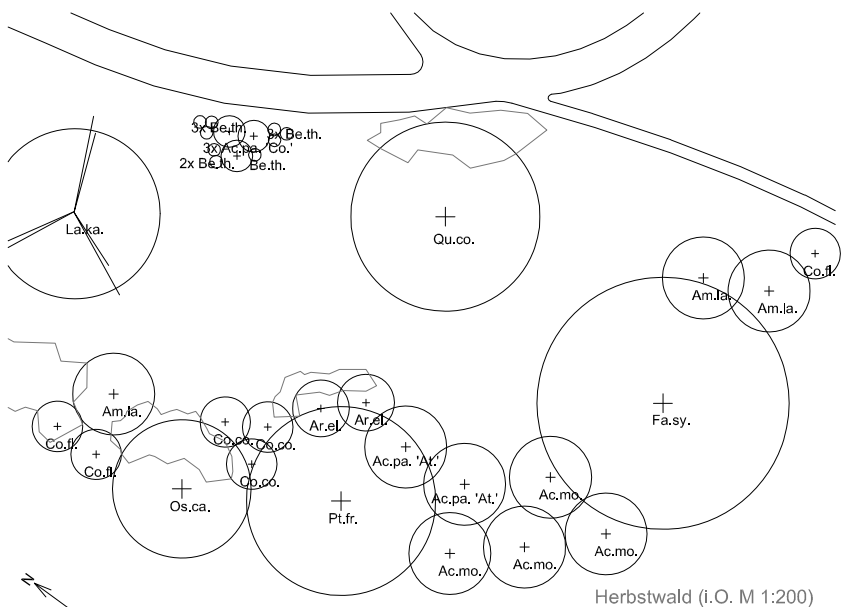 3x Be.th.
3x Be.th.
3x Ac.pa. 'Co.'
2x Be.th.
Be.th.
La.ka.
Qu.co.
Co.fl.
Am.la.
Am.la.
Am.la.
Ar.el.
Ar.el.
Fa.sy.
Co.fl.
Co.co.
Co.co.
Ac.pa. 'At.'
Co.fl.
Co.co.
Ac.pa. 'At.'
Ac.mo.
Os.ca.
Pt.fr.
Ac.mo.
Ac.mo.
Ac.mo.
N
Herbstwald (i.O. M 1:200)